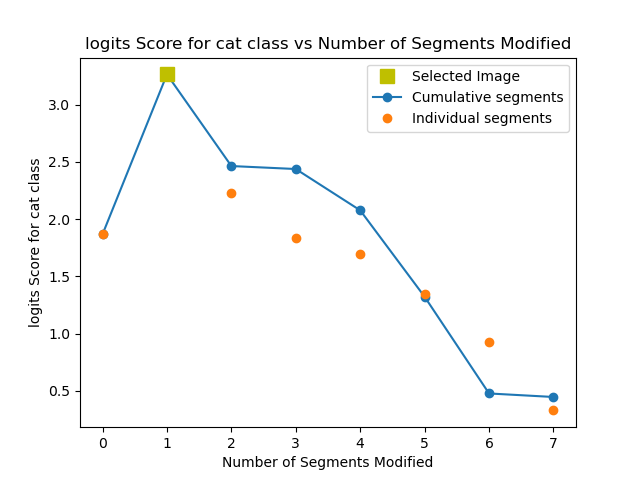 logits Score for cat class vs Number of Segments Modified
Selected Image
Cumulative segments
Individual segments
logits Score for cat class
3.0
2.5
2.0
1.5
1.0
0.5
0 1 2 3 4 5 6 7
Number of Segments Modified